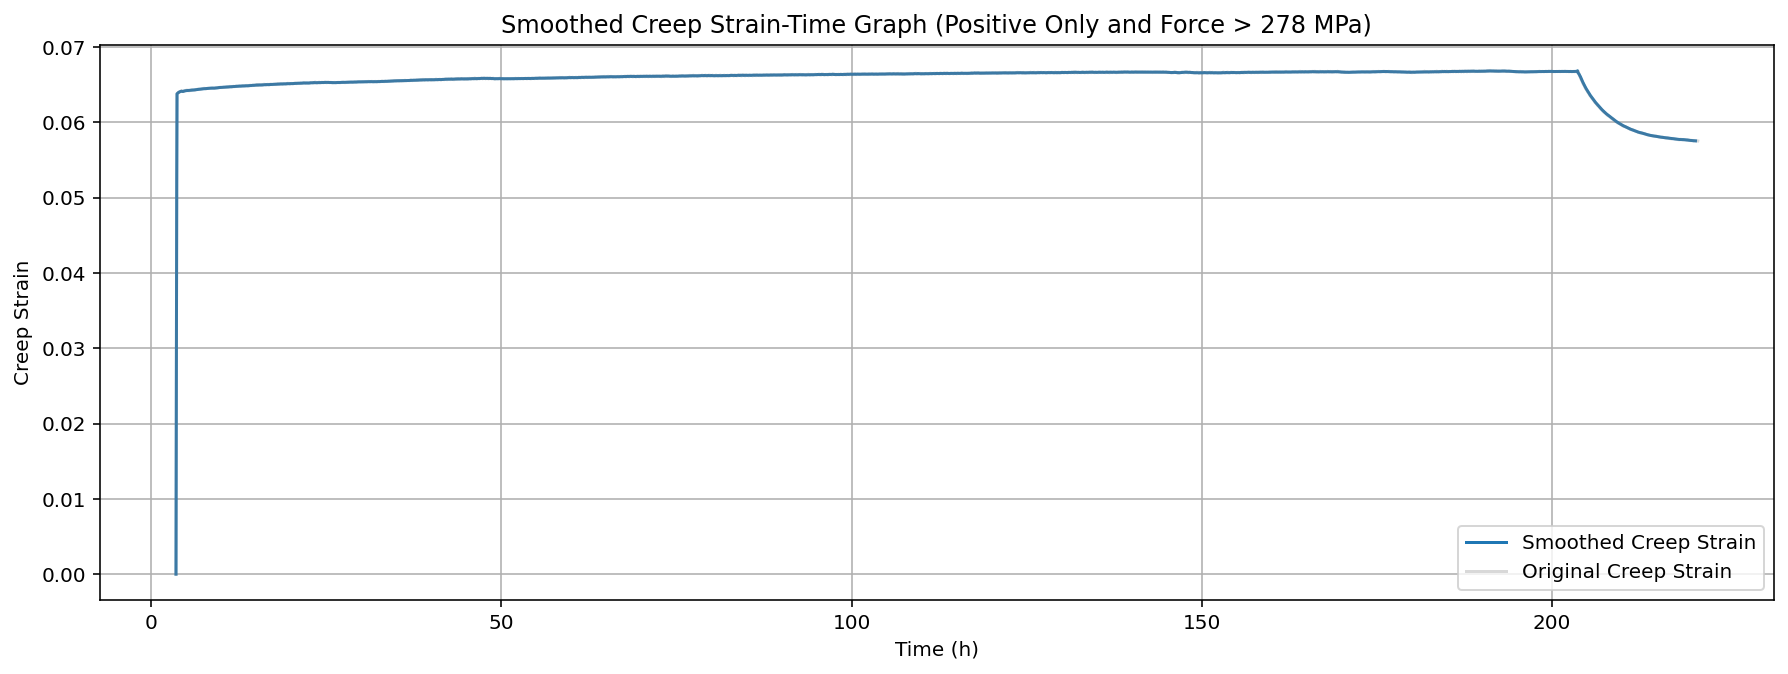 Smoothed Creep Strain-Time Graph (Positive Only and Force > 278 MPa)
0.07
0.06
0.05
0.04
0.03
0.02
0.01
0.00
Creep Strain
Smoothed Creep Strain
Original Creep Strain
0 50 100 150 200
Time (h)